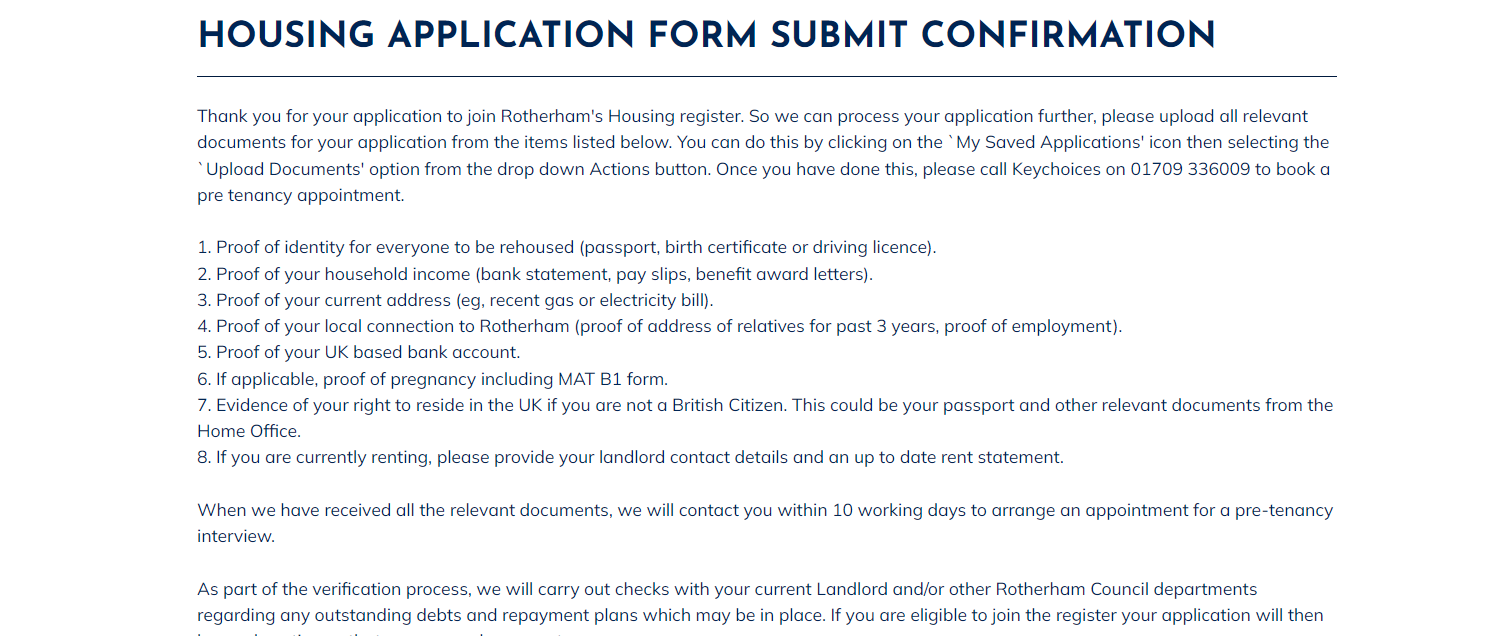 HOUSING APPLICATION FORM SUBMIT CONFIRMATION
Thank you for your application to join Rotherham's Housing register. So we can process your application further, please upload all relevant
documents for your application from the items listed below. You can do this by clicking on the `My Saved Applications' icon then selecting the
`Upload Documents' option from the drop down Actions button. Once you have done this, please call Keychoices on 01709 336009 to book a
pre tenancy appointment.
1. Proof of identity for everyone to be rehoused (passport, birth certificate or driving licence).
2. Proof of your household income (bank statement, pay slips, benefit award letters).
3. Proof of your current address (eg, recent gas or electricity bill).
4. Proof of your local connection to Rotherham (proof of address of relatives for past 3 years, proof of employment).
5. Proof of your UK based bank account.
6. If applicable, proof of pregnancy including MAT B1 form.
7. Evidence of your right to reside in the UK if you are not a British Citizen. This could be your passport and other relevant documents from the
Home Office.
8. If you are currently renting, please provide your landlord contact details and an up to date rent statement.
When we have received all the relevant documents, we will contact you within 10 working days to arrange an appointment for a pre-tenancy
interview.
As part of the verification process, we will carry out checks with your current Landlord and/or other Rotherham Council departments
regarding any outstanding debts and repayment plans which may be in place. If you are eligible to join the register your application will then